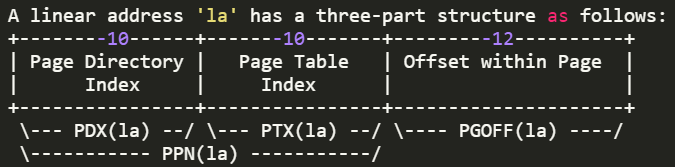 A linear address 'la' has a three-part structure as follows:
+--------10------+-------10-------+---------12----------+
| Page Directory |   Page Table   | Offset within Page  |
|      Index     |     Index      |                     |
+----------------+----------------+---------------------+
 \--- PDX(la) --/ \--- PTX(la) --/ \---- PGOFF(la) ----/
 \----------- PPN(la) -----------/